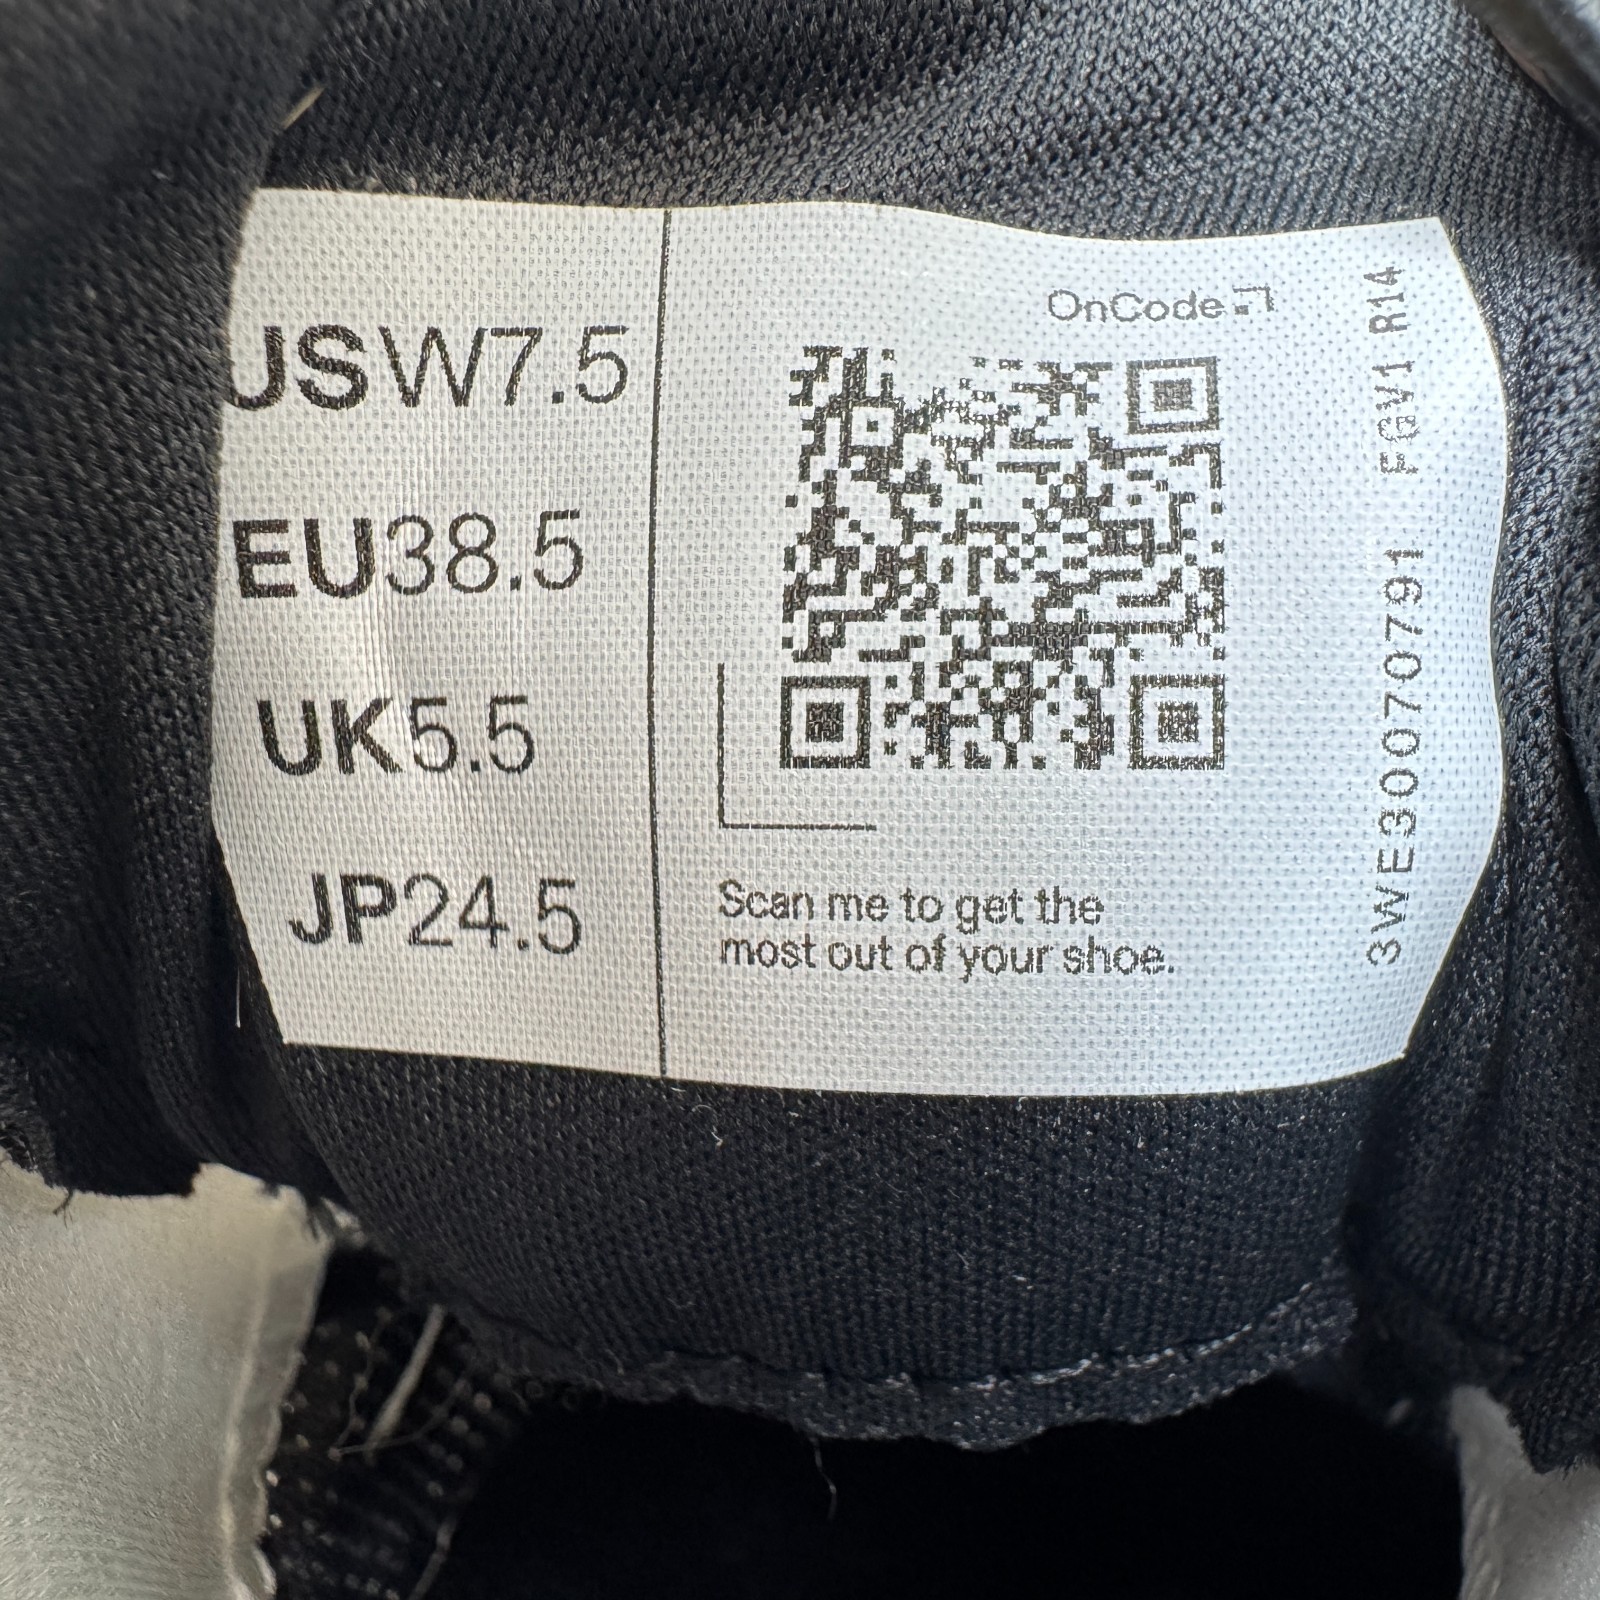 USW7.5
EU38.5
UK5.5
JP24.5
OnCode
Scan me to get the
most out of your shoe.
3WE30070791 FGV1 R14